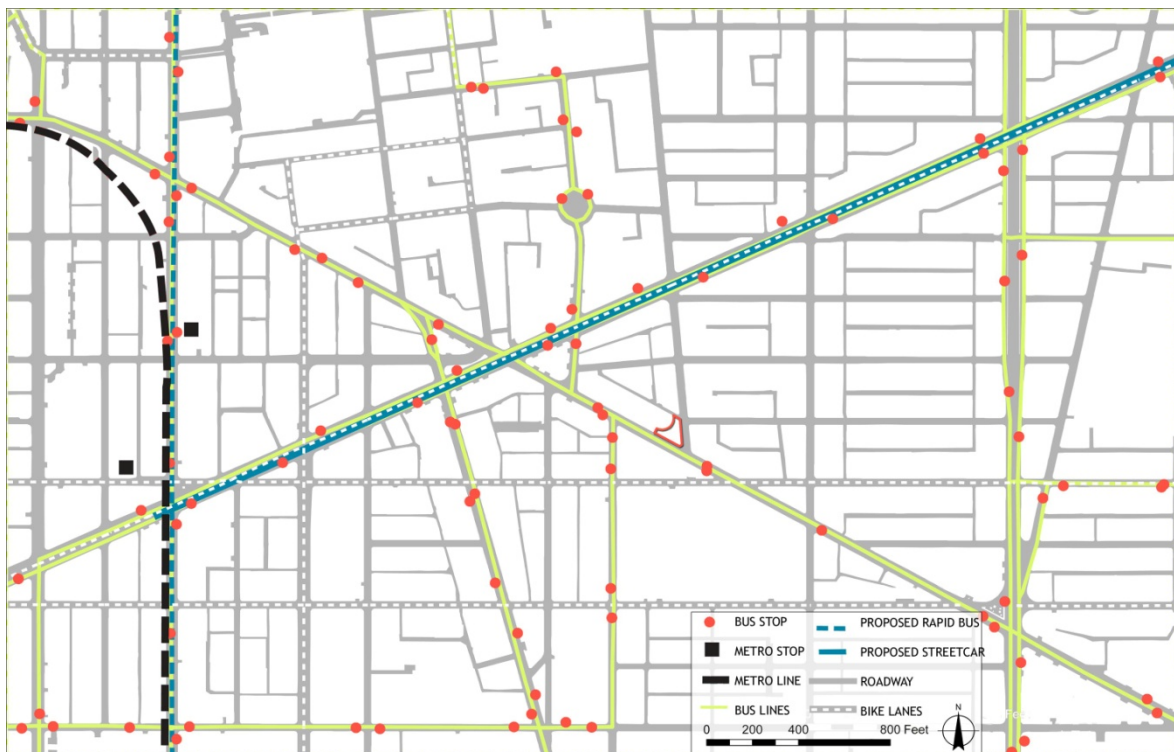 BUS STOP
PROPOSED RAPID BUS
METRO STOP
PROPOSED STREETCAR
METRO LINE
ROADWAY
BUS LINES
BIKE LANES
0 200 400 800 Feet
N